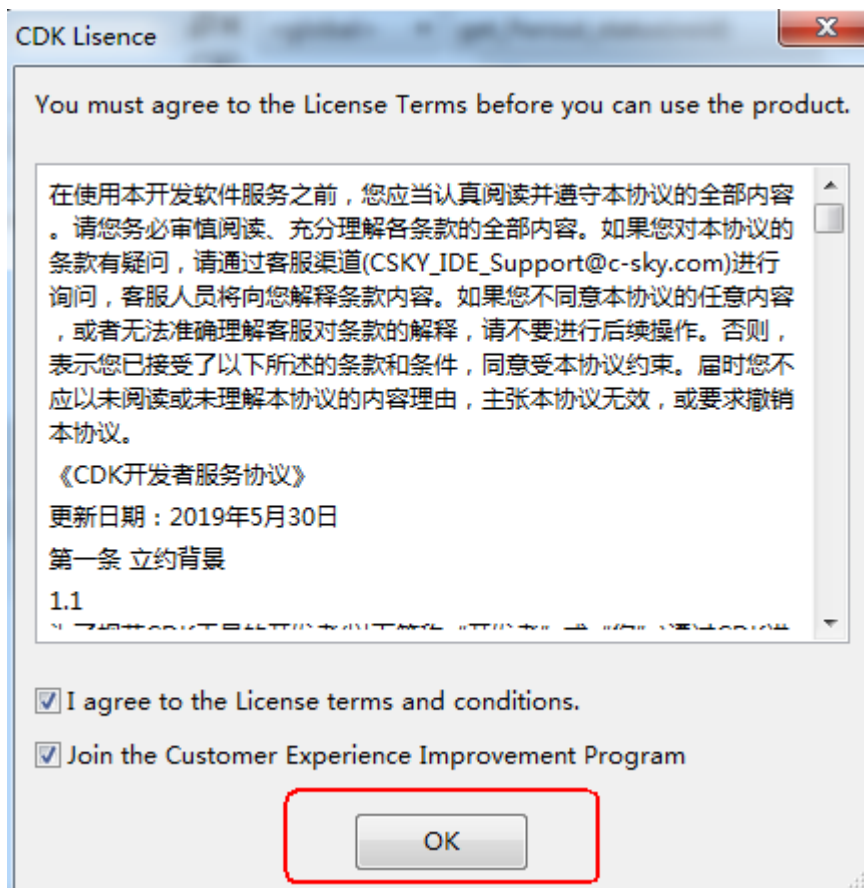 CDK Lisence
You must agree to the License Terms before you can use the product.
在使用本开发软件服务之前，您应当认真阅读并遵守本协议的全部内容
。请您务必审慎阅读、充分理解各条款的全部内容。如果您对本协议的
条款有疑问，请通过客服渠道(CSKY_IDE_Support@c-sky.com)进行
询问，客服人员将向您解释条款内容。如果您不同意本协议的任意内容
，或者无法准确理解客服对条款的解释，请不要进行后续操作。否则，
表示您已接受了以下所述的条款和条件，同意受本协议约束。届时您不
应以未阅读或未理解本协议的内容理由，主张本协议无效，或要求撤销
本协议。
《CDK开发者服务协议》
更新日期：2019年5月30日
第一条 立约背景
1.1
I agree to the License terms and conditions.
Join the Customer Experience Improvement Program
OK